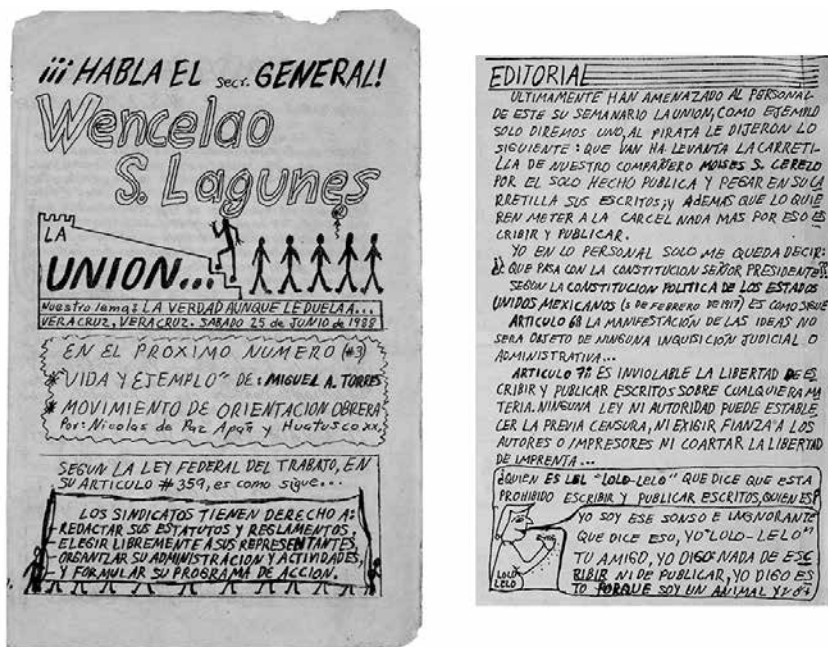 ¡¡¡HABLA EL Secr. GENERAL!
Wencelao
S. Lagunes
LA
UNION...
Nuestro lema: LA VERDAD AUNQUE LE DUELA A...
VERACRUZ, VERACRUZ. SABADO 25 de JUNIO de 1988
EN EL PROXIMO NUMERO (#3)
* "VIDA Y EJEMPLO" DE: MIGUEL A. TORRES
* MOVIMIENTO DE ORIENTACION OBRERA
Por: Nicolas de Paz Apan y Huatuscoxx.
SEGUN LA LEY FEDERAL DEL TRABAJO, EN
SU ARTICULO #359, es como sigue...
LOS SINDICATOS TIENEN DERECHO A:
REDACTAR SUS ESTATUTOS Y REGLAMENTOS,
ELEGIR LIBREMENTE A SUS REPRESENTANTES,
ORGANIZAR SU ADMINISTRACION Y ACTIVIDADES,
Y FORMULAR SU PROGRAMA DE ACCION.
EDITORIAL
ULTIMAMENTE HAN AMENAZADO AL PERSONAL
DE ESTE SU SEMANARIO LA UNION, COMO EJEMPLO
SOLO DIREMOS UNO, AL PIRATA LE DIJERON LO
SIGUIENTE: QUE VAN HA LEVANTA LA CARRETI-
LLA DE NUESTRO COMPAÑERO MOISES S. CEREZO
POR EL SOLO HECHO PUBLICA Y PEGAR EN SU CA
RRETILLA SUS ESCRITOS; Y ADEMAS QUE LO QUIE
REN METER A LA CARCEL NADA MAS POR ESO ES
CRIBIR Y PUBLICAR.
YO EN LO PERSONAL SOLO ME QUEDA DECIR:
¿¿ QUE PASA CON LA CONSTITUCION SEÑOR PRESIDENTE??
SEGUN LA CONSTITUCION POLITICA DE LOS ESTADOS
UNIDOS MEXICANOS (5 DE FEBRERO DE 1917) ES COMO SIGUE
ARTICULO 6º LA MANIFESTACIÓN DE LAS IDEAS NO
SERA OBJETO DE NINGUNA INQUISICIÓN JUDICIAL O
ADMINISTRATIVA...
ARTICULO 7º: ES INVIOLABLE LA LIBERTAD DE ES
CRIBIR Y PUBLICAR ESCRITOS SOBRE CUALQUIERA MA
TERIA. NINGUNA LEY NI AUTORIDAD PUEDE ESTABLE
CER LA PREVIA CENSURA, NI EXIGIR FIANZA A LOS
AUTORES O IMPRESORES NI COARTAR LA LIBERTAD
DE IMPRENTA...
¿QUIEN ES "LOLO-LELO" QUE DICE QUE ESTA
PROHIBIDO ESCRIBIR Y PUBLICAR ESCRITOS, QUIEN ES?
YO SOY ESE SONSO E IGNORANTE
QUE DICE ESO, YO "LOLO-LELO"
TU AMIGO, YO DIGO: NADA DE ESC
RIBIR NI DE PUBLICAR, YO DIGO ES
TO PORQUE SOY UN ANIMAL
LOLO
LELO